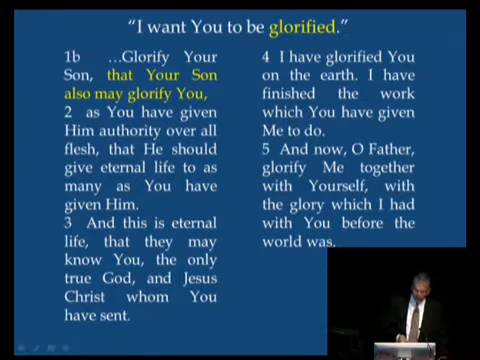 “I want You to be glorified.”
1b …Glorify Your
Son, that Your Son
also may glorify You,
2 as You have given
Him authority over all
flesh, that He should
give eternal life to as
many as You have
given Him.
3 And this is eternal
life, that they may
know You, the only
true God, and Jesus
Christ whom You
have sent.
4 I have glorified You
on the earth. I have
finished the work
which You have given
Me to do.
5 And now, O Father,
glorify Me together
with Yourself, with
the glory which I had
with You before the
world was.